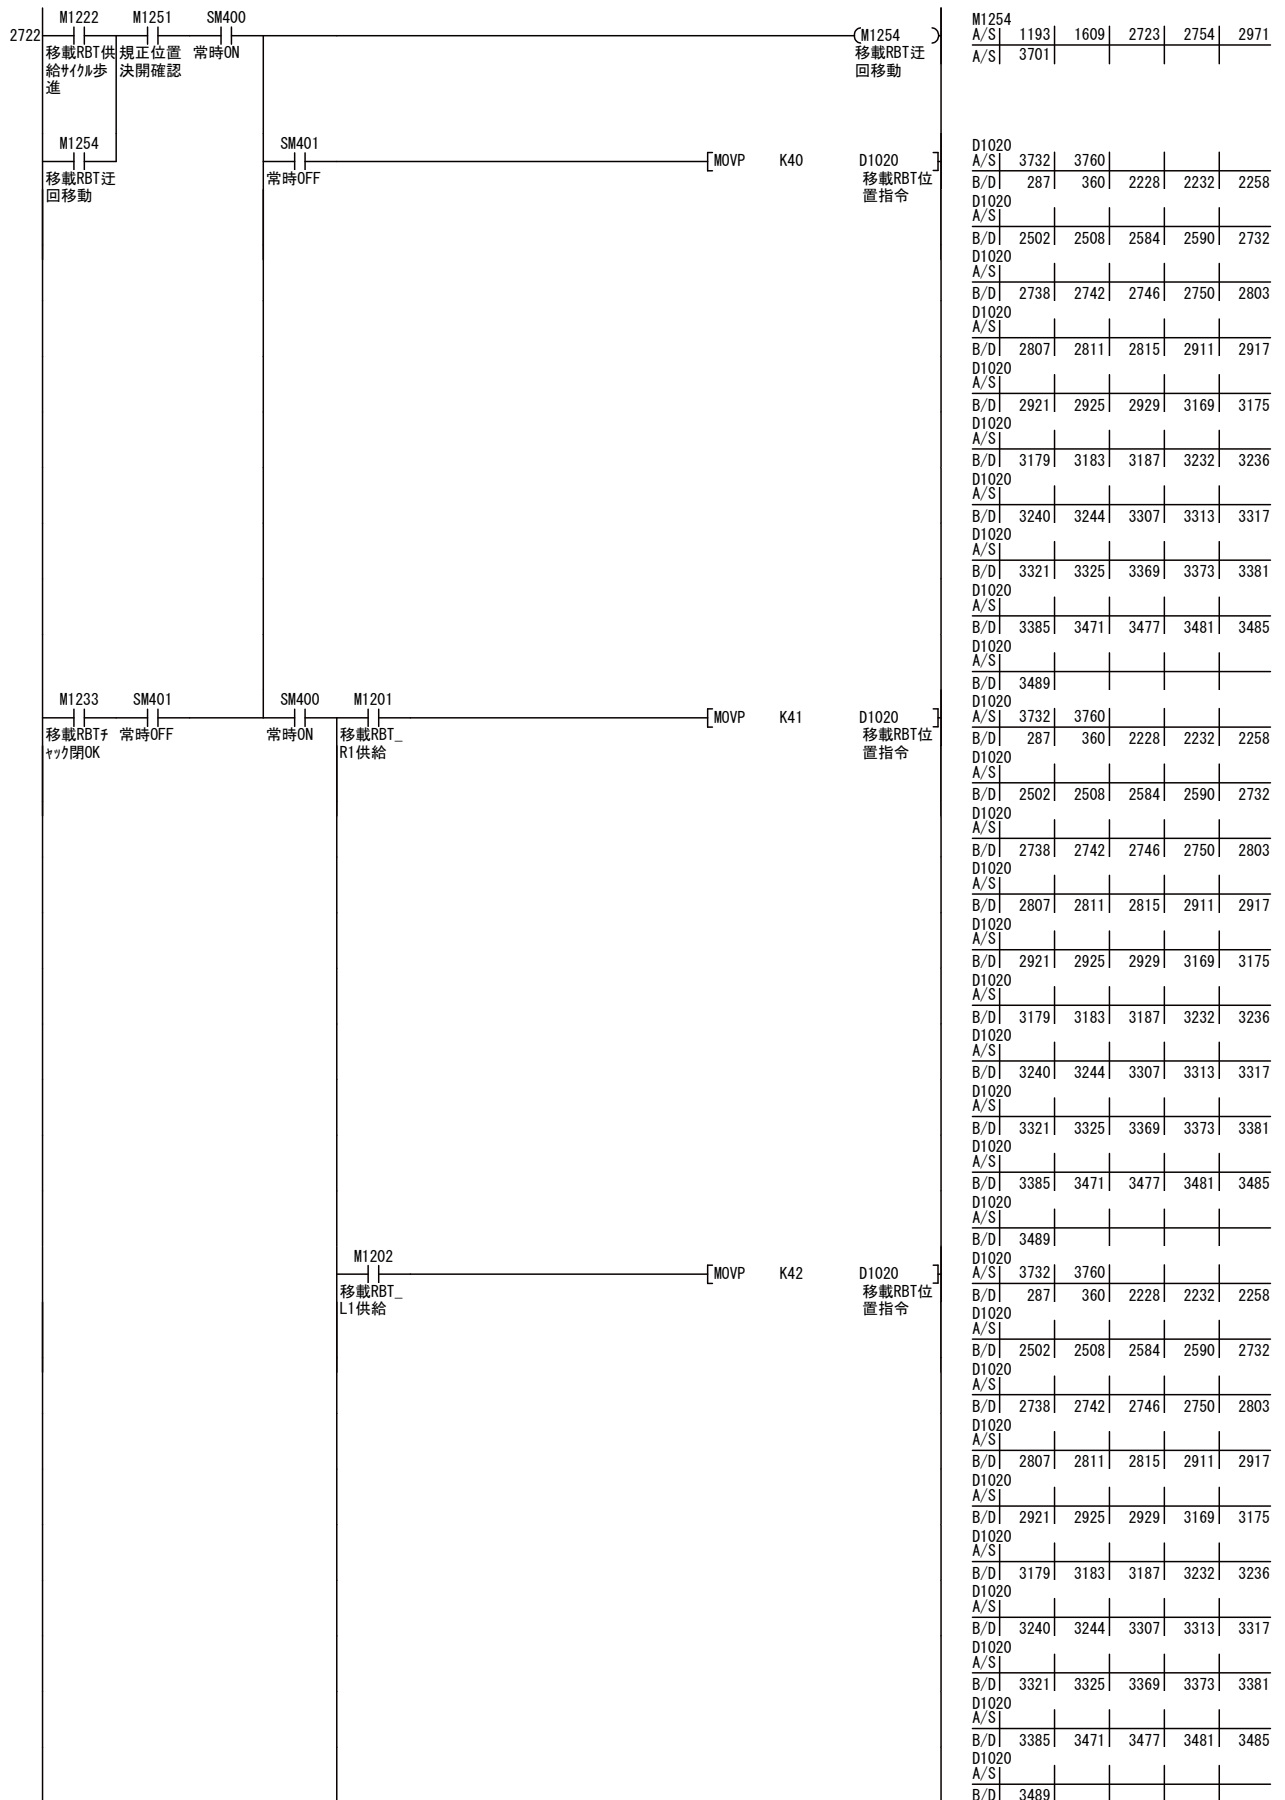 M1222 M1251 SM400
2722 (M1254 )
移載RBT供 規正位置 常時ON 移載RBT迂
給ｻｲｸﾙ歩 決開確認 回移動
進
M1254
A/S 1193 1609 2723 2754 2971
A/S 3701
M1254 SM401
[MOVP K40 D1020 ]
移載RBT迂 常時OFF 移載RBT位
回移動 置指令
D1020
A/S 3732 3760
B/D 287 360 2228 2232 2258
D1020
A/S
B/D 2502 2508 2584 2590 2732
D1020
A/S
B/D 2738 2742 2746 2750 2803
D1020
A/S
B/D 2807 2811 2815 2911 2917
D1020
A/S
B/D 2921 2925 2929 3169 3175
D1020
A/S
B/D 3179 3183 3187 3232 3236
D1020
A/S
B/D 3240 3244 3307 3313 3317
D1020
A/S
B/D 3321 3325 3369 3373 3381
D1020
A/S
B/D 3385 3471 3477 3481 3485
D1020
A/S
B/D 3489
M1233 SM401 SM400 M1201
[MOVP K41 D1020 ]
移載RBTﾁ 常時OFF 常時ON 移載RBT_ 移載RBT位
ｬｯｸ閉OK R1供給 置指令
D1020
A/S 3732 3760
B/D 287 360 2228 2232 2258
D1020
A/S
B/D 2502 2508 2584 2590 2732
D1020
A/S
B/D 2738 2742 2746 2750 2803
D1020
A/S
B/D 2807 2811 2815 2911 2917
D1020
A/S
B/D 2921 2925 2929 3169 3175
D1020
A/S
B/D 3179 3183 3187 3232 3236
D1020
A/S
B/D 3240 3244 3307 3313 3317
D1020
A/S
B/D 3321 3325 3369 3373 3381
D1020
A/S
B/D 3385 3471 3477 3481 3485
D1020
A/S
B/D 3489
M1202
[MOVP K42 D1020 ]
移載RBT_ 移載RBT位
L1供給 置指令
D1020
A/S 3732 3760
B/D 287 360 2228 2232 2258
D1020
A/S
B/D 2502 2508 2584 2590 2732
D1020
A/S
B/D 2738 2742 2746 2750 2803
D1020
A/S
B/D 2807 2811 2815 2911 2917
D1020
A/S
B/D 2921 2925 2929 3169 3175
D1020
A/S
B/D 3179 3183 3187 3232 3236
D1020
A/S
B/D 3240 3244 3307 3313 3317
D1020
A/S
B/D 3321 3325 3369 3373 3381
D1020
A/S
B/D 3385 3471 3477 3481 3485
D1020
A/S
B/D 3489